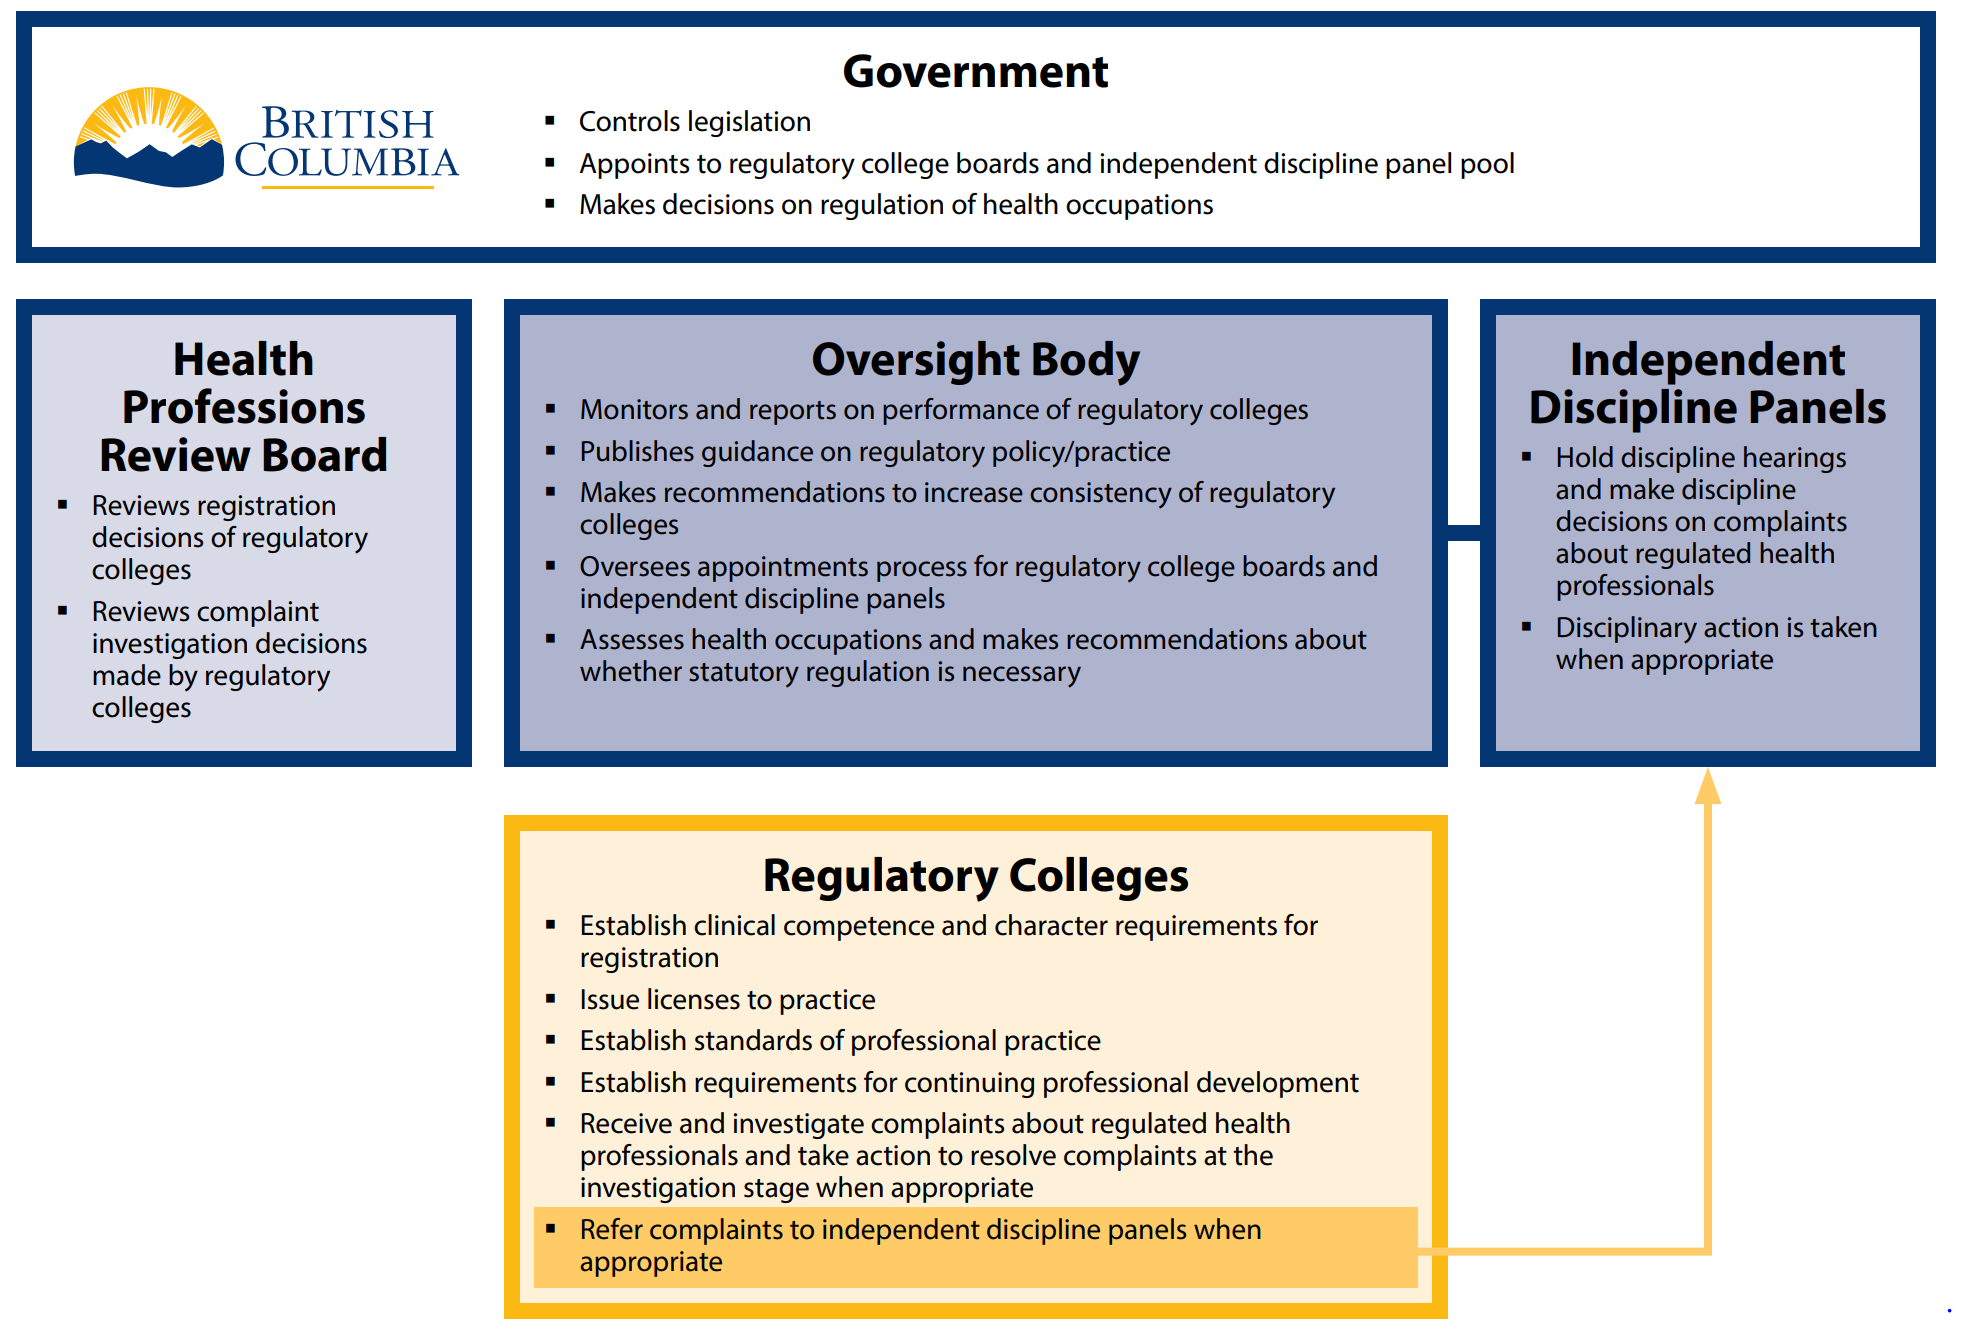 BRITISH
COLUMBIA
Government
▪ Controls legislation
▪ Appoints to regulatory college boards and independent discipline panel pool
▪ Makes decisions on regulation of health occupations
Health
Professions
Review Board
▪ Reviews registration
decisions of regulatory
colleges
▪ Reviews complaint
investigation decisions
made by regulatory
colleges
Oversight Body
▪ Monitors and reports on performance of regulatory colleges
▪ Publishes guidance on regulatory policy/practice
▪ Makes recommendations to increase consistency of regulatory
colleges
▪ Oversees appointments process for regulatory college boards and
independent discipline panels
▪ Assesses health occupations and makes recommendations about
whether statutory regulation is necessary
Independent
Discipline Panels
▪ Hold discipline hearings
and make discipline
decisions on complaints
about regulated health
professionals
▪ Disciplinary action is taken
when appropriate
Regulatory Colleges
▪ Establish clinical competence and character requirements for
registration
▪ Issue licenses to practice
▪ Establish standards of professional practice
▪ Establish requirements for continuing professional development
▪ Receive and investigate complaints about regulated health
professionals and take action to resolve complaints at the
investigation stage when appropriate
▪ Refer complaints to independent discipline panels when
appropriate